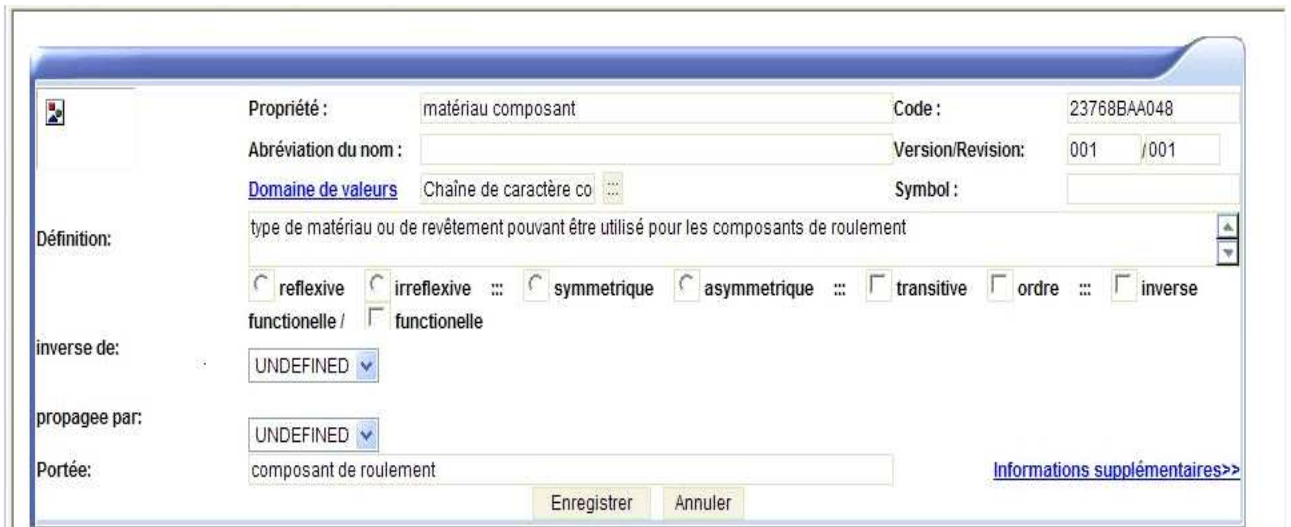 Propriété : matériau composant Code : 23768BAA048
Abréviation du nom : Version/Revision: 001 /001
Domaine de valeurs Chaîne de caractère co ::: Symbol :
Définition: type de matériau ou de revêtement pouvant être utilisé pour les composants de roulement
reflexive irreflexive ::: symmetrique asymmetrique ::: transitive ordre ::: inverse
functionelle / functionelle
inverse de: UNDEFINED
propagee par: UNDEFINED
Portée: composant de roulement Informations supplémentaires>>
Enregistrer Annuler